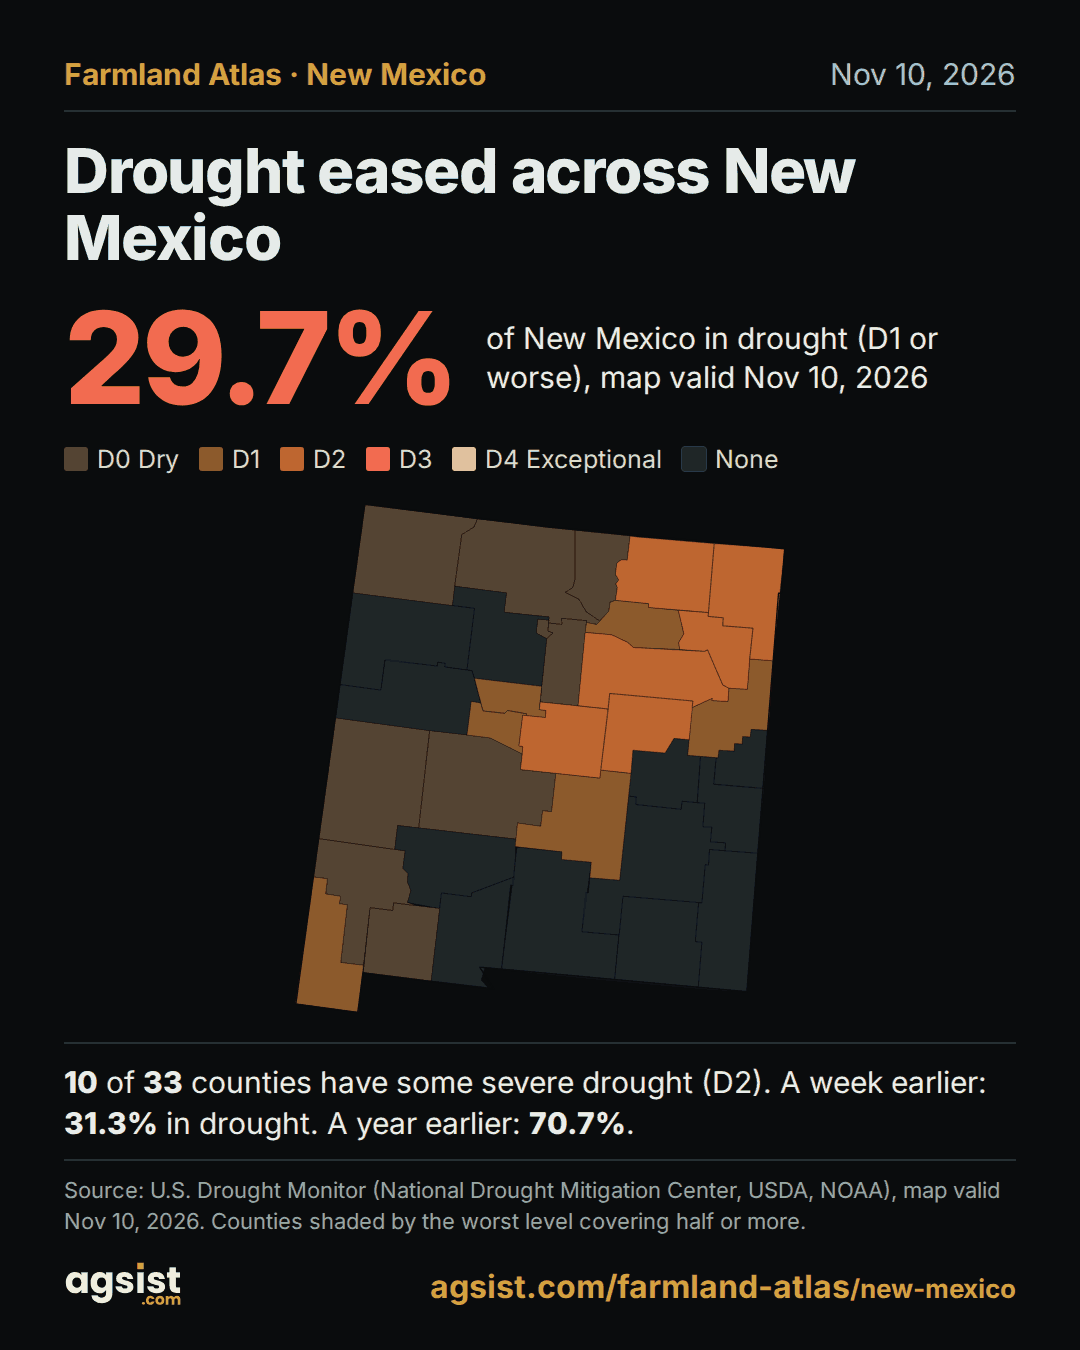 Farmland Atlas · New Mexico
Nov 10, 2026
Drought eased across New
Mexico
29.7%
of New Mexico in drought (D1 or
worse), map valid Nov 10, 2026
D0 Dry D1 D2 D3 D4 Exceptional None
10 of 33 counties have some severe drought (D2). A week earlier:
31.3% in drought. A year earlier: 70.7%.
Source: U.S. Drought Monitor (National Drought Mitigation Center, USDA, NOAA), map valid
Nov 10, 2026. Counties shaded by the worst level covering half or more.
agsist
.com
agsist.com/farmland-atlas/new-mexico